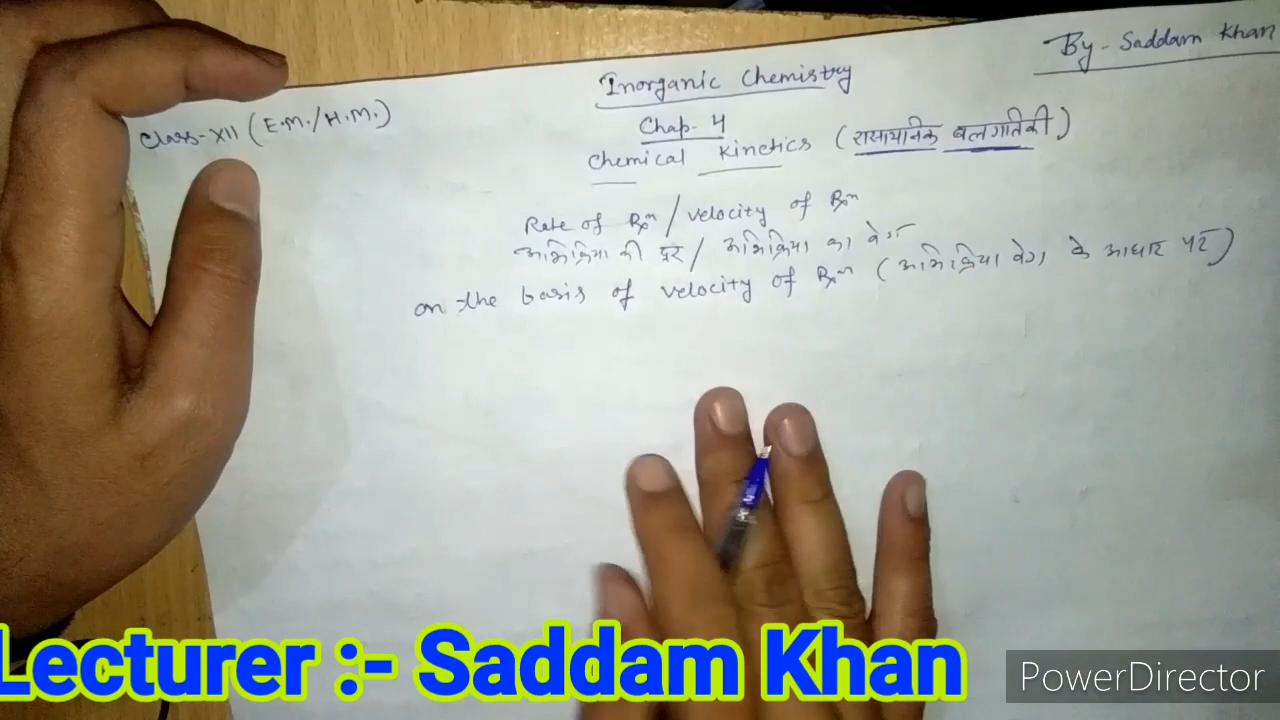 By - Saddam Khan
Inorganic Chemistry
Class-XII (E.M./H.M.)
Chap- 4
Chemical Kinetics (रासायनिक बलगतिकी)
Rate of Rxⁿ / velocity of Rxⁿ
अभिक्रिया की दर / अभिक्रिया का वेग
on the basis of velocity of Rxⁿ (अभिक्रिया वेग के आधार पर)
Lecturer :- Saddam Khan
PowerDirector